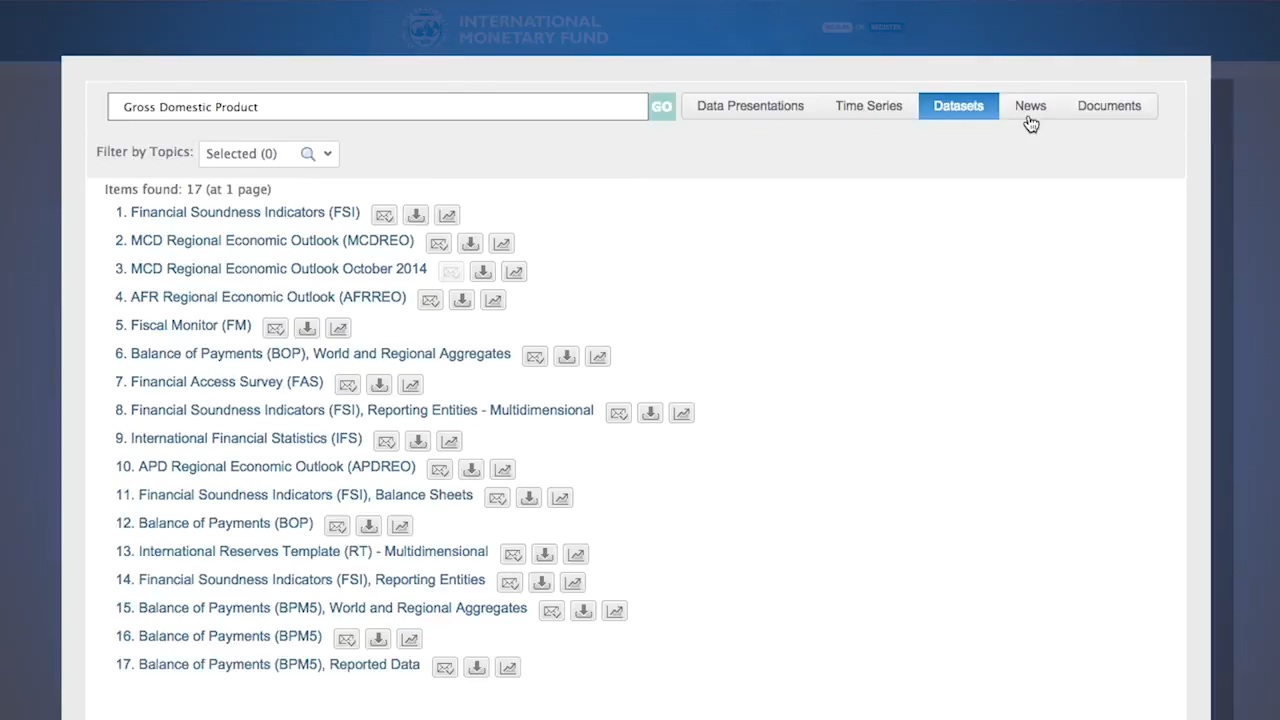 INTERNATIONAL
MONETARY FUND
Gross Domestic Product
GO
Data Presentations
Time Series
Datasets
News
Documents
Filter by Topics:
Selected (0)
Items found: 17 (at 1 page)
1. Financial Soundness Indicators (FSI)
2. MCD Regional Economic Outlook (MCDREO)
3. MCD Regional Economic Outlook October 2014
4. AFR Regional Economic Outlook (AFRREO)
5. Fiscal Monitor (FM)
6. Balance of Payments (BOP), World and Regional Aggregates
7. Financial Access Survey (FAS)
8. Financial Soundness Indicators (FSI), Reporting Entities - Multidimensional
9. International Financial Statistics (IFS)
10. APD Regional Economic Outlook (APDREO)
11. Financial Soundness Indicators (FSI), Balance Sheets
12. Balance of Payments (BOP)
13. International Reserves Template (RT) - Multidimensional
14. Financial Soundness Indicators (FSI), Reporting Entities
15. Balance of Payments (BPM5), World and Regional Aggregates
16. Balance of Payments (BPM5)
17. Balance of Payments (BPM5), Reported Data